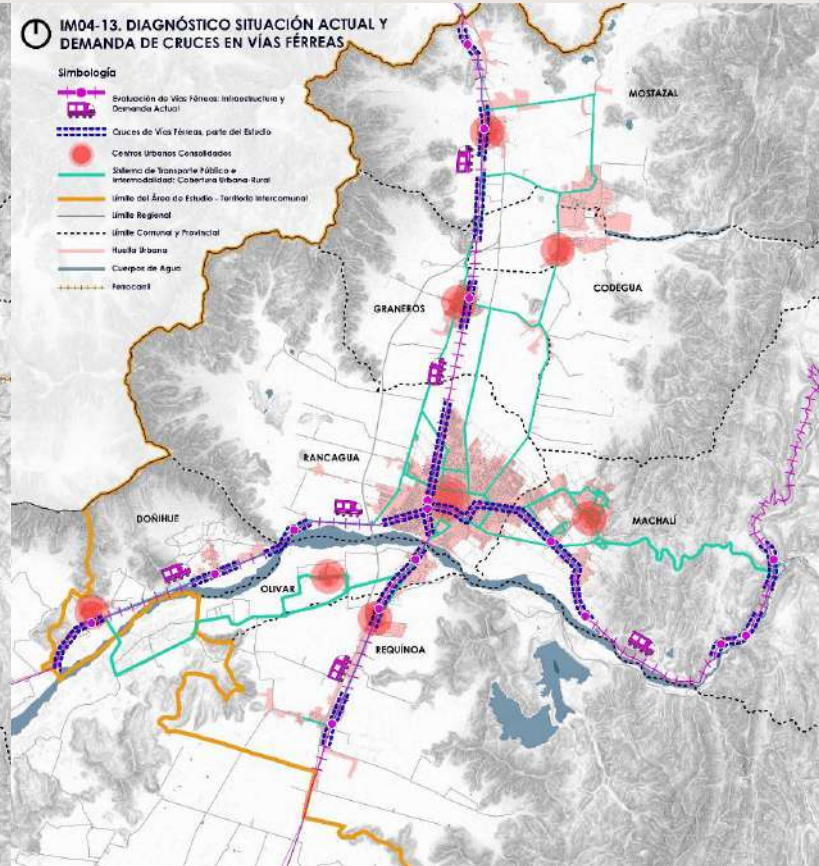 IM04-13. DIAGNÓSTICO SITUACIÓN ACTUAL Y
DEMANDA DE CRUCES EN VÍAS FÉRREAS
Simbología
Evaluación de Vías Férreas: Infraestructura y
Demanda Actual
Cruces de Vías Férreas, parte del Estudio
Centros Urbanos Consolidados
Sistema de Transporte Público e
Intermodalidad: Cobertura Urbana-Rural
Límite del Área de Estudio - Territorio Intercomunal
Límite Regional
Límite Comunal y Provincial
Huella Urbana
Cuerpos de Agua
Ferrocarril
MOSTAZAL
CODEGUA
GRANEROS
RANCAGUA
DOÑIHUE
MACHALÍ
OLIVAR
REQUÍNOA